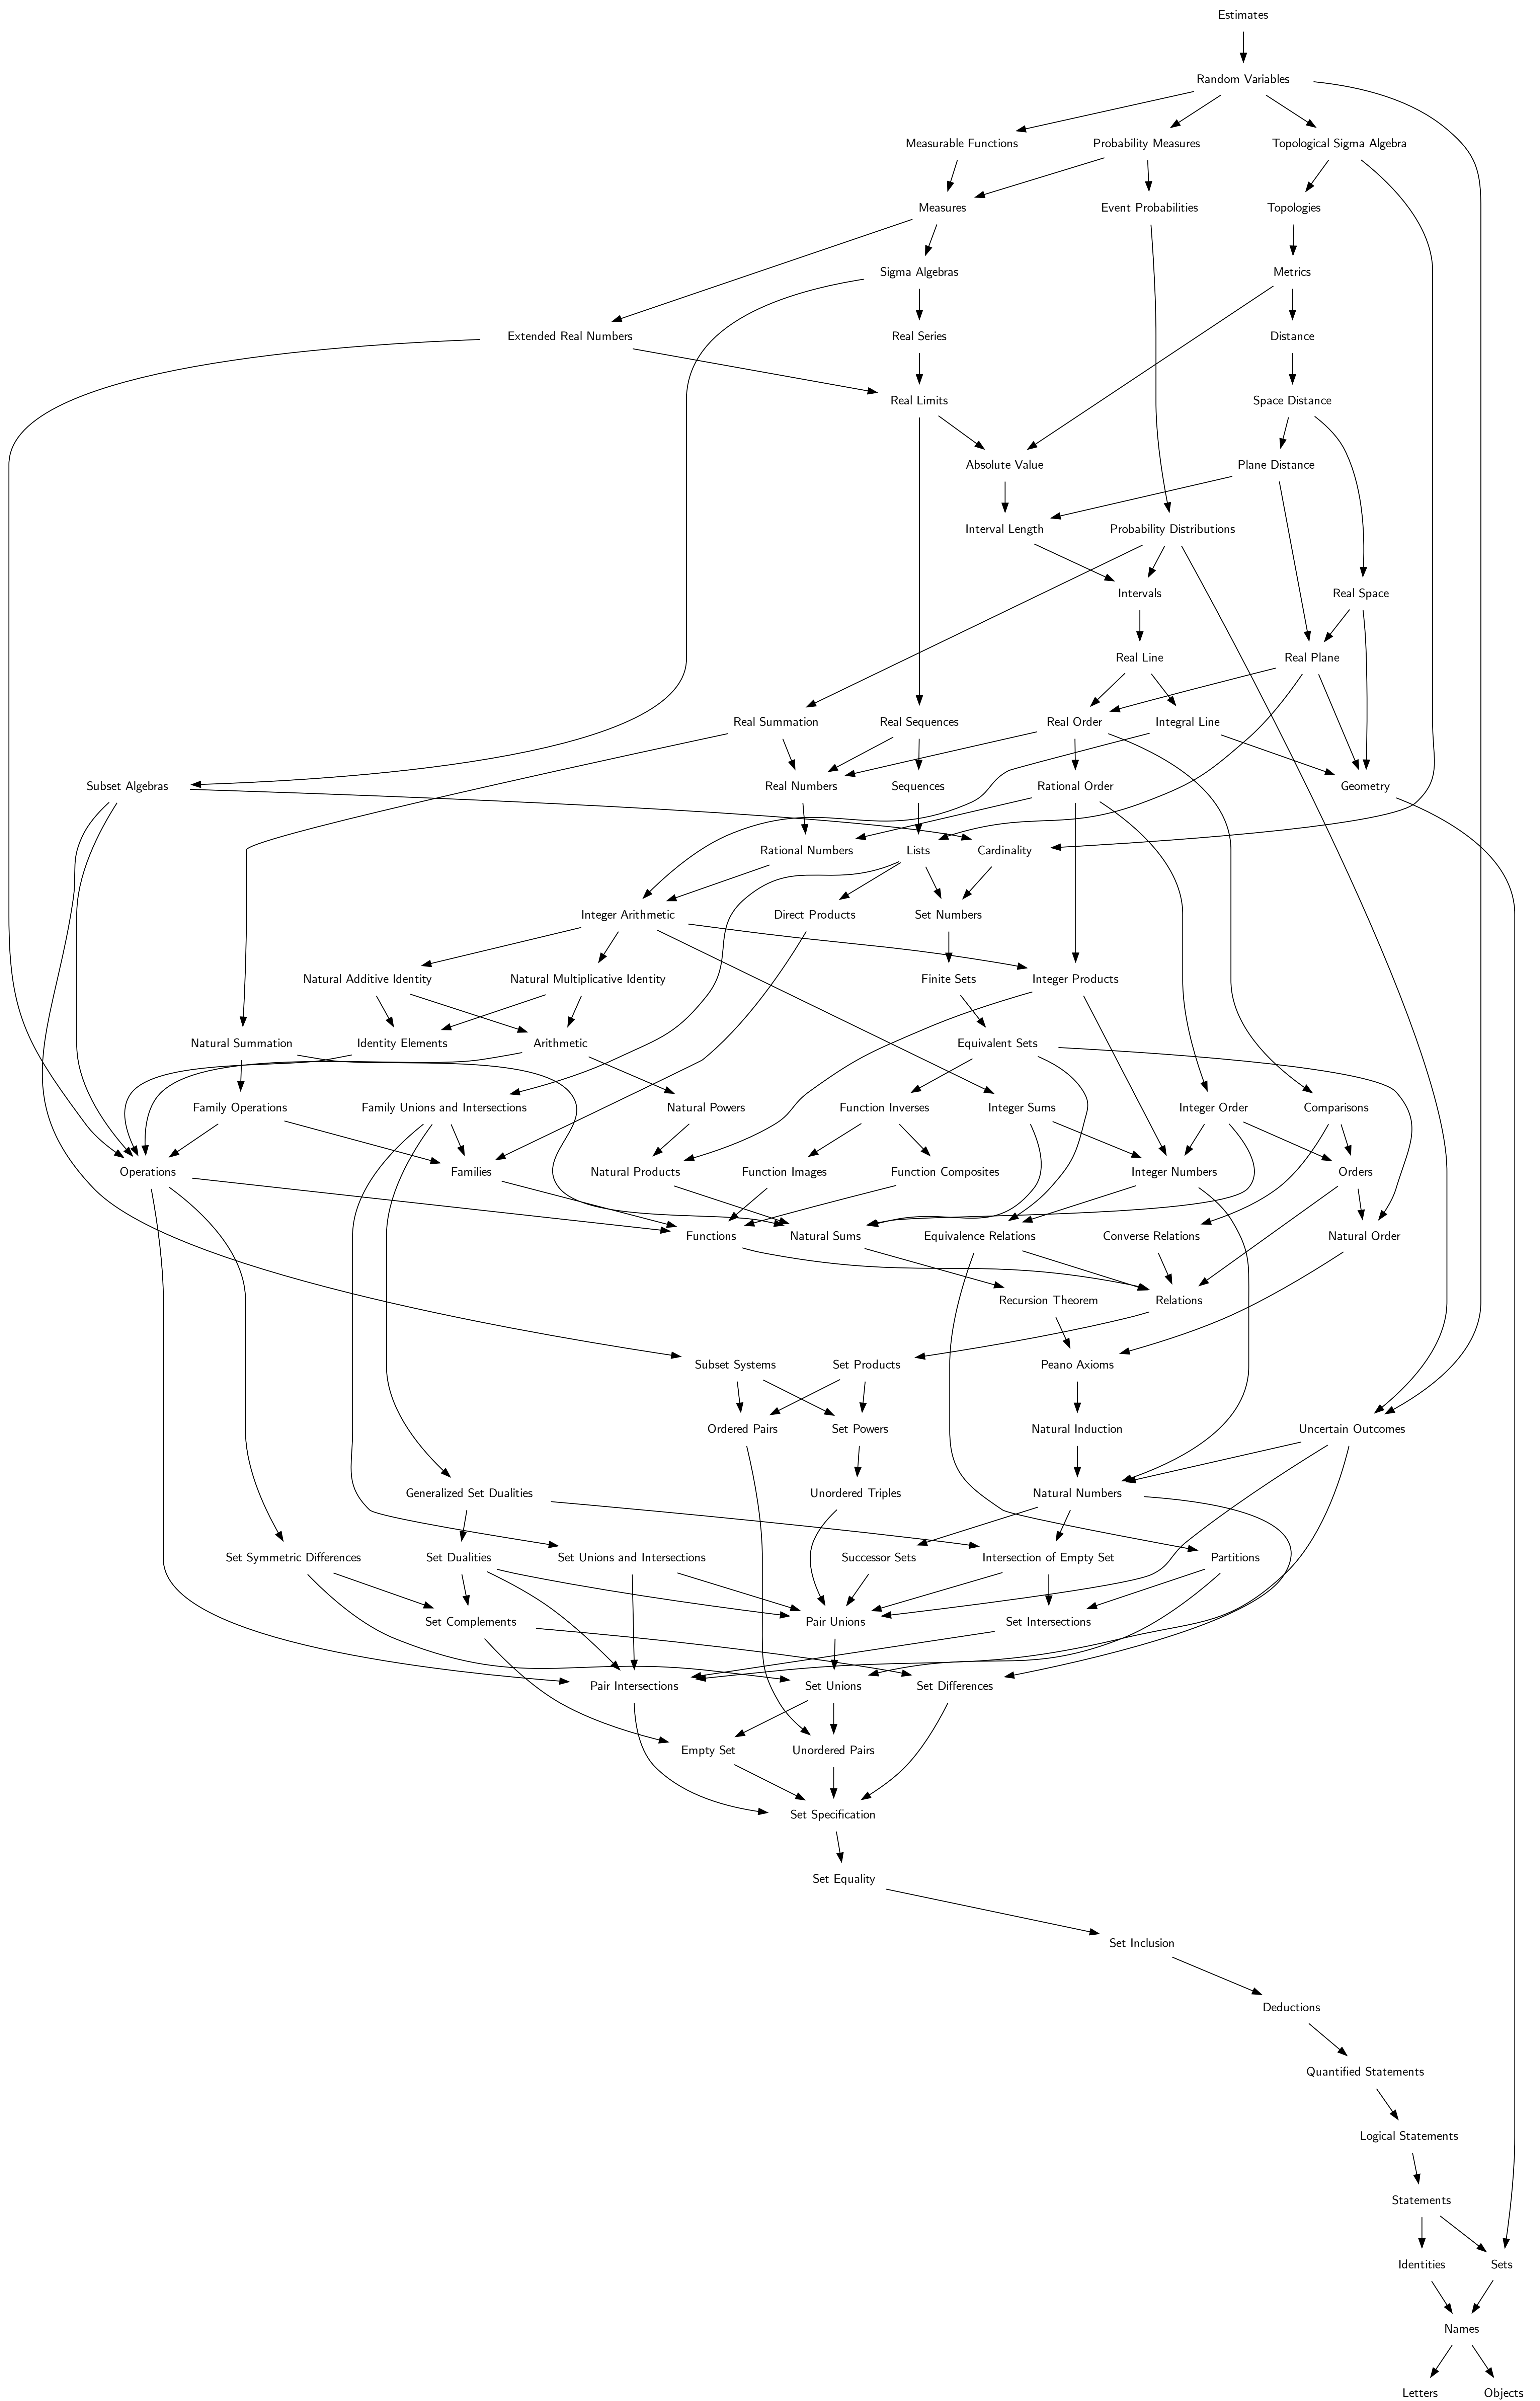 Estimates
Random Variables
Measurable Functions
Probability Measures
Topological Sigma Algebra
Measures
Event Probabilities
Topologies
Sigma Algebras
Metrics
Extended Real Numbers
Real Series
Distance
Real Limits
Space Distance
Absolute Value
Plane Distance
Interval Length
Probability Distributions
Intervals
Real Space
Real Line
Real Plane
Real Summation
Real Sequences
Real Order
Integral Line
Subset Algebras
Real Numbers
Sequences
Rational Order
Geometry
Rational Numbers
Lists
Cardinality
Integer Arithmetic
Direct Products
Set Numbers
Natural Additive Identity
Natural Multiplicative Identity
Finite Sets
Integer Products
Natural Summation
Identity Elements
Arithmetic
Equivalent Sets
Family Operations
Family Unions and Intersections
Natural Powers
Function Inverses
Integer Sums
Integer Order
Comparisons
Operations
Families
Natural Products
Function Images
Function Composites
Integer Numbers
Orders
Functions
Natural Sums
Equivalence Relations
Converse Relations
Natural Order
Recursion Theorem
Relations
Subset Systems
Set Products
Peano Axioms
Ordered Pairs
Set Powers
Natural Induction
Uncertain Outcomes
Generalized Set Dualities
Unordered Triples
Natural Numbers
Set Symmetric Differences
Set Dualities
Set Unions and Intersections
Successor Sets
Intersection of Empty Set
Partitions
Set Complements
Pair Unions
Set Intersections
Pair Intersections
Set Unions
Set Differences
Empty Set
Unordered Pairs
Set Specification
Set Equality
Set Inclusion
Deductions
Quantified Statements
Logical Statements
Statements
Identities
Sets
Names
Letters
Objects